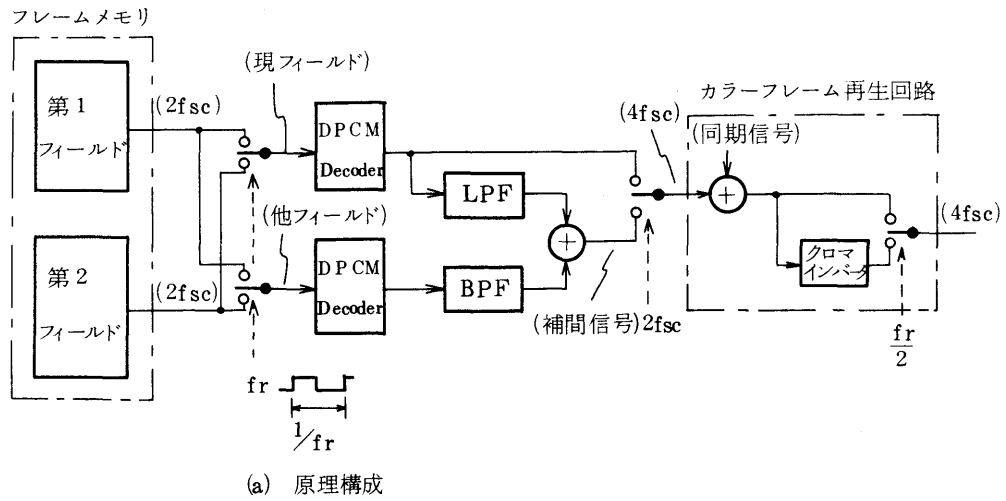 フレームメモリ
第1
フィールド
(2fsc)
(現フィールド)
DPCM
Decoder
LPF
(4fsc)
カラーフレーム再生回路
(同期信号)
+
(4fsc)
クロマ
インバータ
fr
2
第2
フィールド
(2fsc)
(他フィールド)
DPCM
Decoder
BPF
+
(補間信号)
2fsc
fr
1/fr
(a) 原理構成